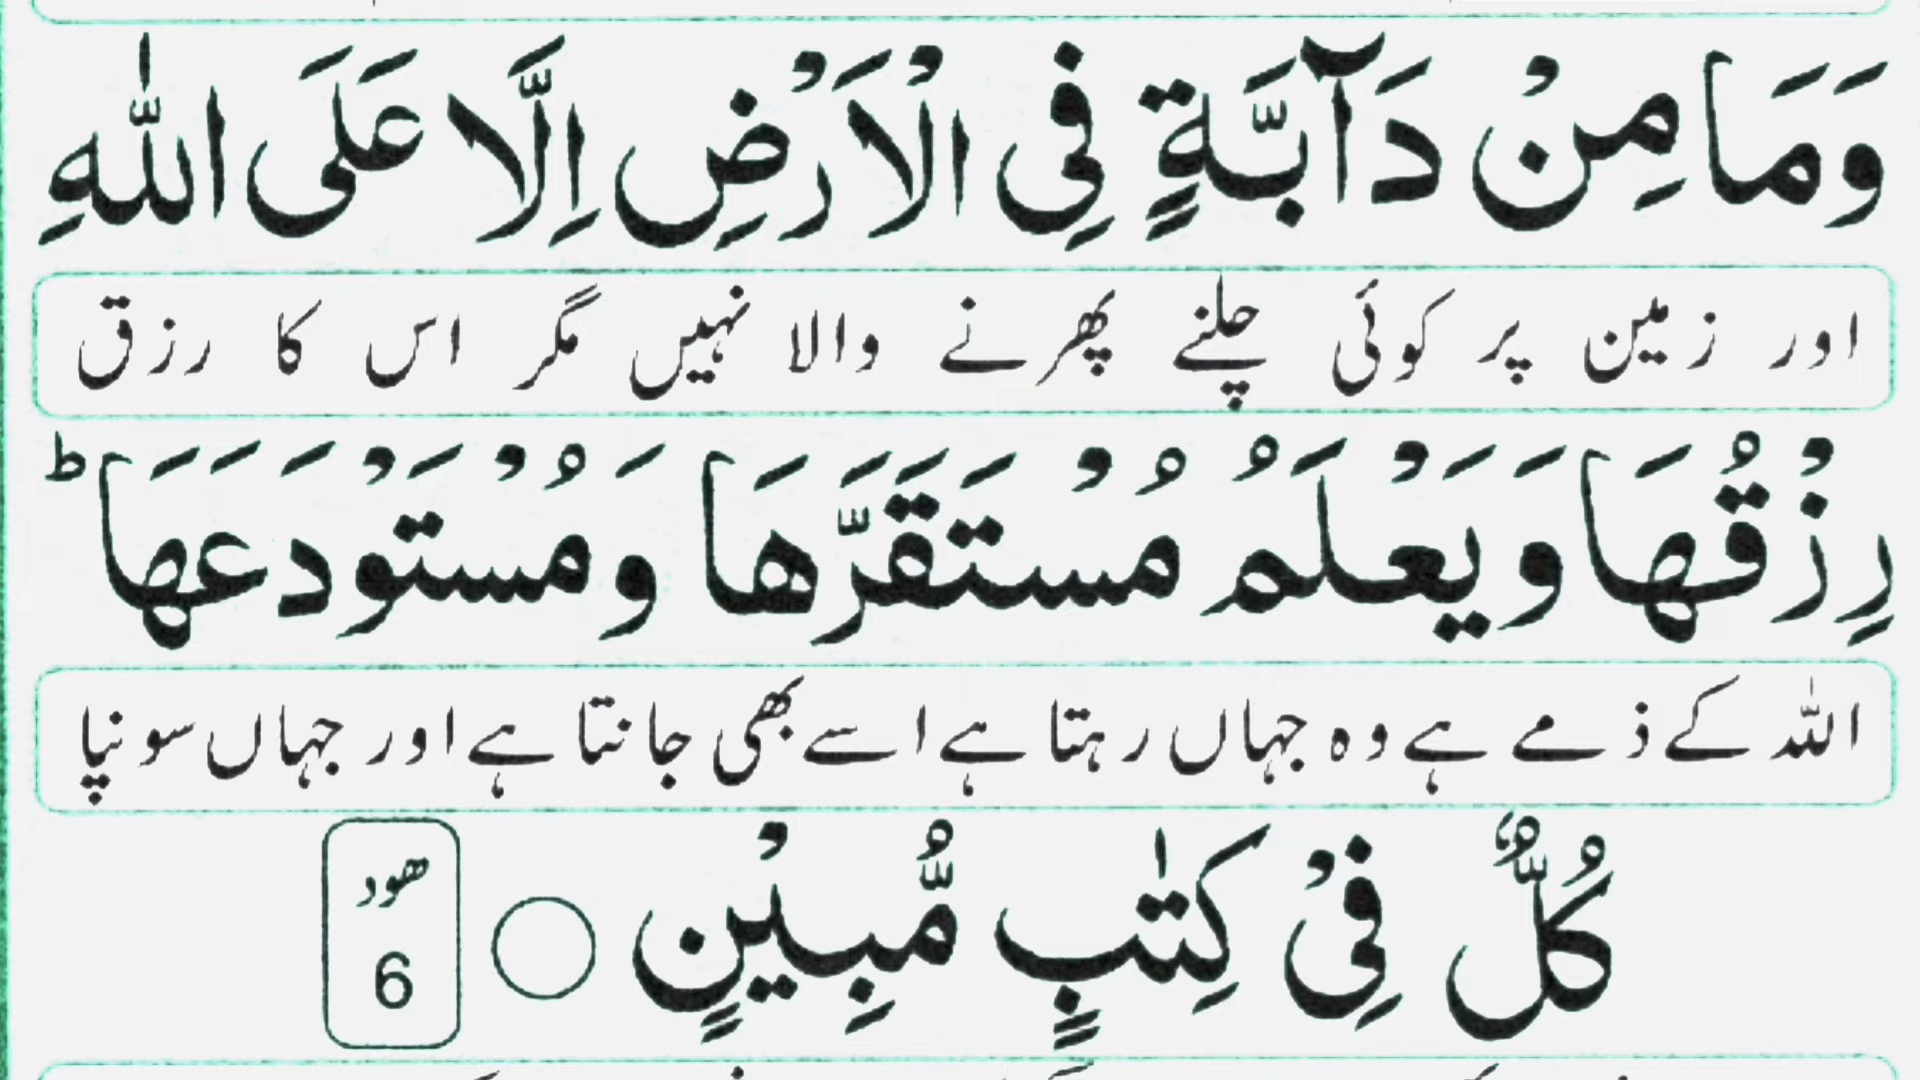 وَمَا مِنْ دَآبَّةٍ فِى الْاَرْضِ اِلَّا عَلَى اللّٰهِ
اور زمین پر کوئی چلنے پھرنے والا نہیں مگر اس کا رزق
رِزْقُهَا وَيَعْلَمُ مُسْتَقَرَّهَا وَمُسْتَوْدَعَهَا ؕ
اللّٰہ کے ذمے ہے وہ جہاں رہتا ہے اسے بھی جانتا ہے اور جہاں سونپا
كُلٌّ فِىْ كِتٰبٍ مُّبِيْنٍ ○ هود 6